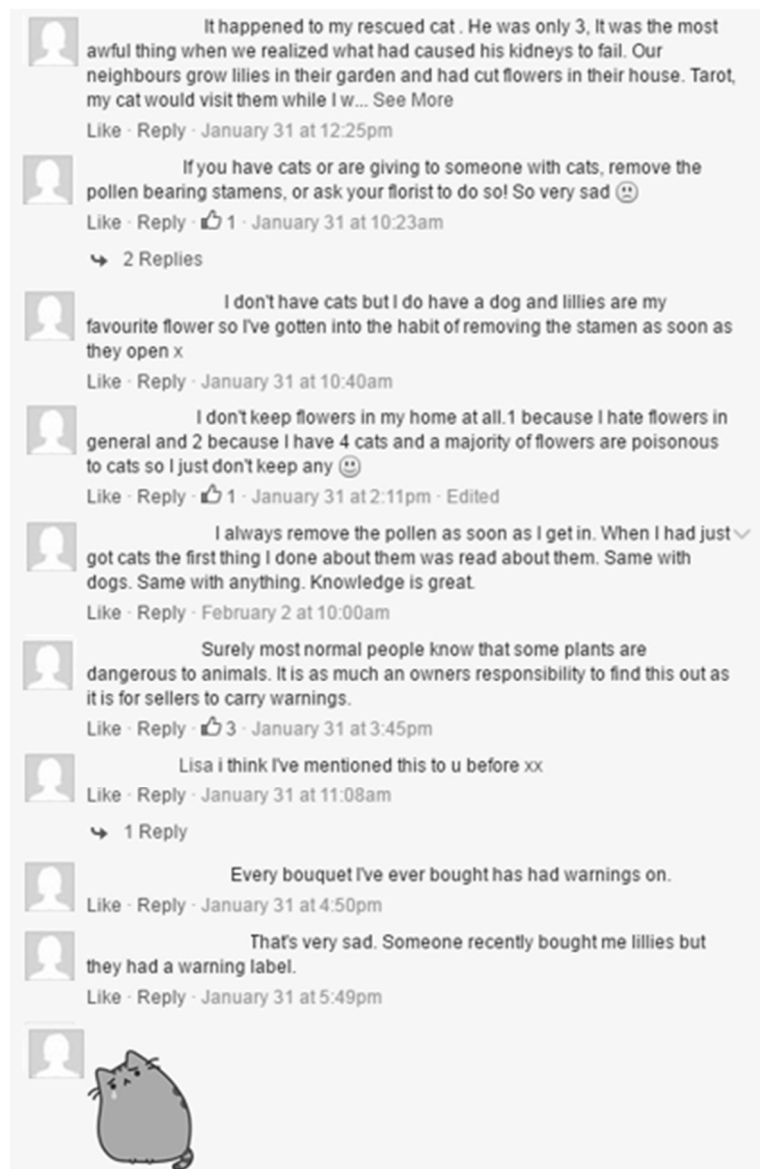 It happened to my rescued cat . He was only 3, It was the most
awful thing when we realized what had caused his kidneys to fail. Our
neighbours grow lilies in their garden and had cut flowers in their house. Tarot,
my cat would visit them while I w... See More
Like · Reply · January 31 at 12:25pm
If you have cats or are giving to someone with cats, remove the
pollen bearing stamens, or ask your florist to do so! So very sad
Like · Reply · 1 · January 31 at 10:23am
2 Replies
I don't have cats but I do have a dog and lillies are my
favourite flower so I've gotten into the habit of removing the stamen as soon as
they open x
Like · Reply · January 31 at 10:40am
I don't keep flowers in my home at all.1 because I hate flowers in
general and 2 because I have 4 cats and a majority of flowers are poisonous
to cats so I just don't keep any
Like · Reply · 1 · January 31 at 2:11pm · Edited
I always remove the pollen as soon as I get in. When I had just
got cats the first thing I done about them was read about them. Same with
dogs. Same with anything. Knowledge is great.
Like · Reply · February 2 at 10:00am
Surely most normal people know that some plants are
dangerous to animals. It is as much an owners responsibility to find this out as
it is for sellers to carry warnings.
Like · Reply · 3 · January 31 at 3:45pm
Lisa i think I've mentioned this to u before xx
Like · Reply · January 31 at 11:08am
1 Reply
Every bouquet I've ever bought has had warnings on.
Like · Reply · January 31 at 4:50pm
That's very sad. Someone recently bought me lillies but
they had a warning label.
Like · Reply · January 31 at 5:49pm